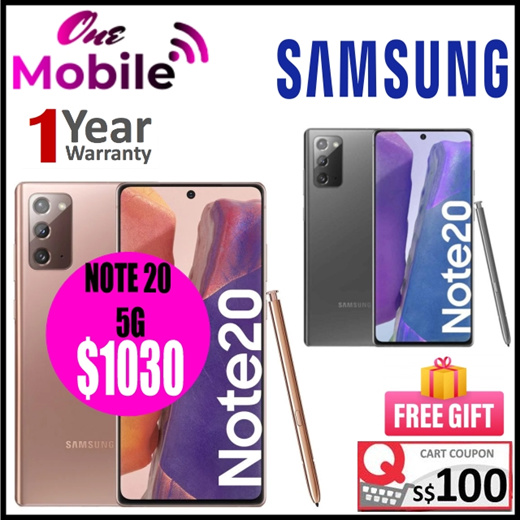 One
Mobile
SAMSUNG
1 Year
Warranty
NOTE 20
5G
$1030
SAMSUNG
Note20
SAMSUNG
Note20
FREE GIFT
Q
CART COUPON
S$100